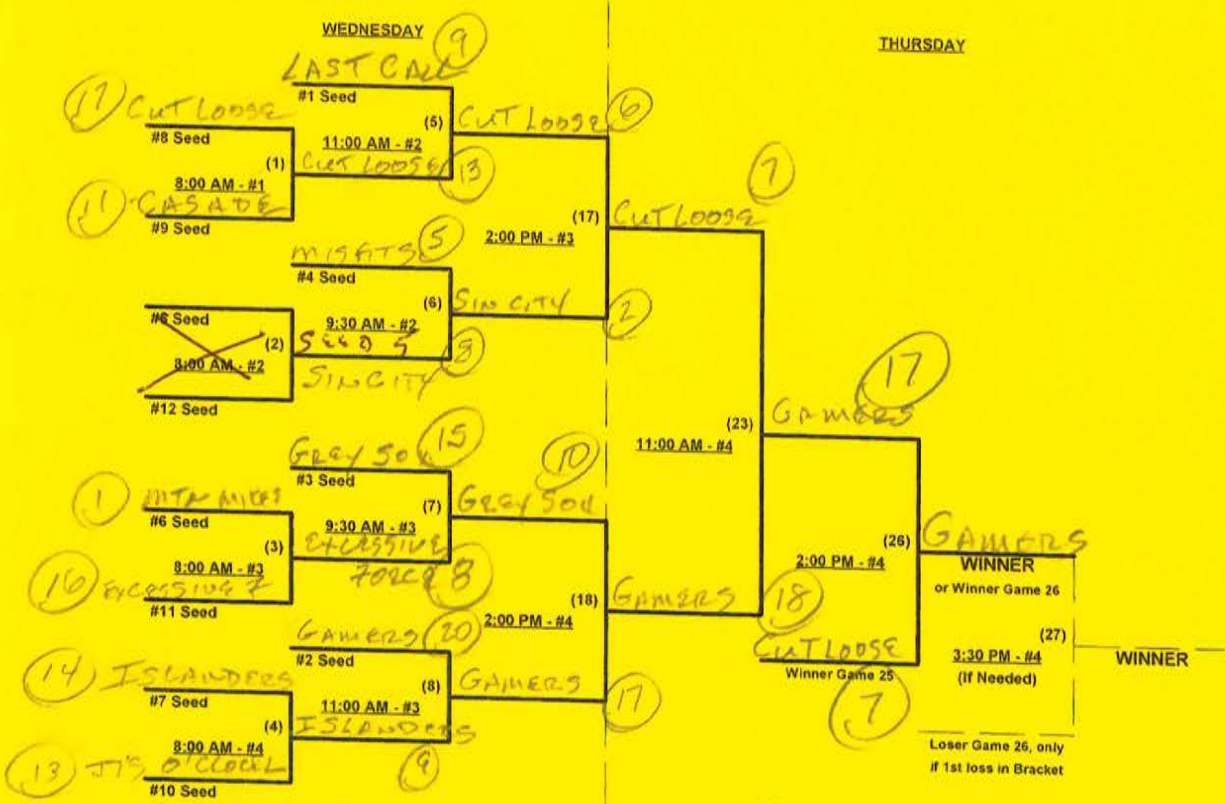 WEDNESDAY
THURSDAY
LAST CALL 9
#1 Seed
17 CUT LOOSE
#8 Seed
(5)
11:00 AM - #2
CUT LOOSE 6
(1)
8:00 AM - #1
CUT LOOSE 13
11 CASADE
#9 Seed
7
(17)
2:00 PM - #3
CUT LOOSE
MISFITS 5
#4 Seed
(6)
9:30 AM - #2
SIN CITY 2
(2)
8:00 AM - #2
SEED 5
SIN CITY 8
#12 Seed
17
GAMERS
(23)
11:00 AM - #4
GREY SOX 15
#3 Seed
10
1 MTN MIKES
#6 Seed
(7)
9:30 AM - #3
GREY SOX
(3)
8:00 AM - #3
EXCESSIVE
FORCE 8
16 EXCESSIVE F
#11 Seed
(26)
2:00 PM - #4
GAMERS
WINNER
or Winner Game 26
(18)
2:00 PM - #4
GAMERS 18
GAMERS 20
#2 Seed
CUT LOOSE
Winner Game 25
7
(27)
3:30 PM - #4
(If Needed)
WINNER
14 ISLANDERS
#7 Seed
(8)
11:00 AM - #3
GAMERS 17
(4)
8:00 AM - #4
ISLANDERS
9
13 JT'S O'CLOCK
#10 Seed
Loser Game 26, only
if 1st loss in Bracket